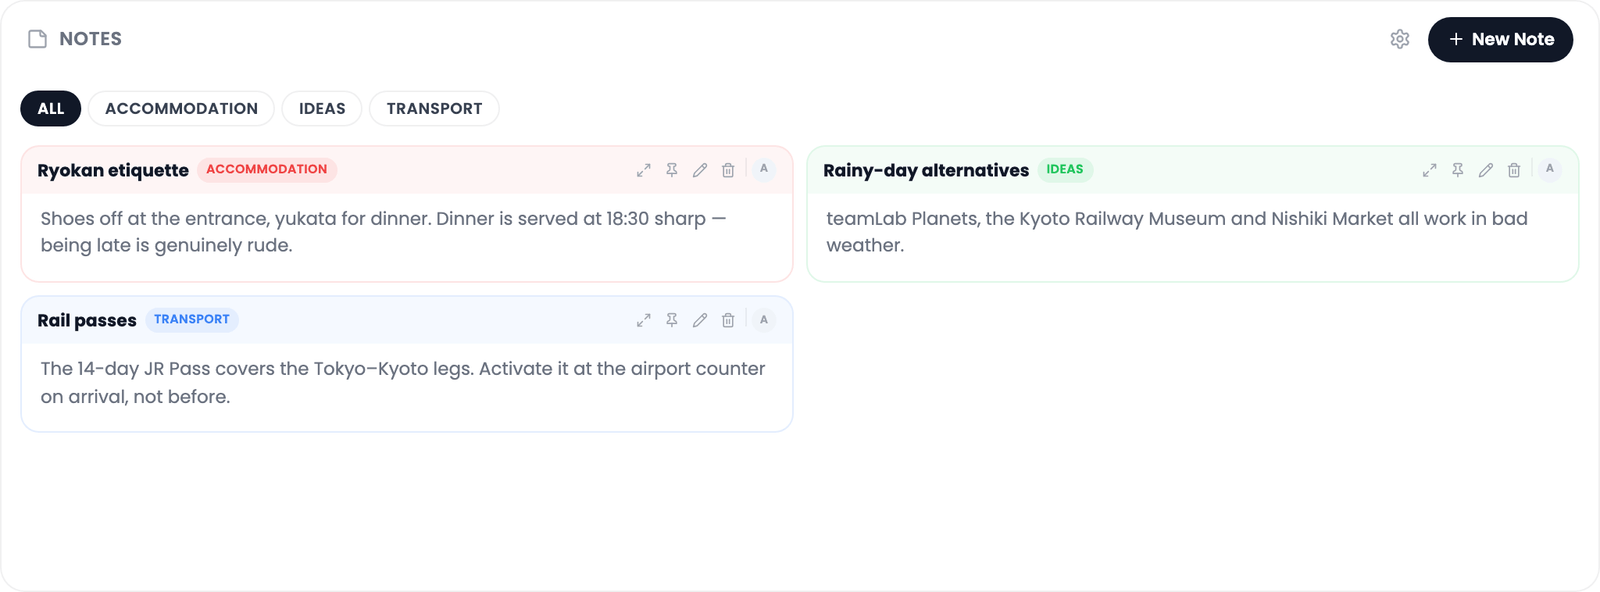 NOTES
+ New Note
ALL
ACCOMMODATION
IDEAS
TRANSPORT
Ryokan etiquette ACCOMMODATION A
Shoes off at the entrance, yukata for dinner. Dinner is served at 18:30 sharp —
being late is genuinely rude.
Rainy-day alternatives IDEAS A
teamLab Planets, the Kyoto Railway Museum and Nishiki Market all work in bad
weather.
Rail passes TRANSPORT A
The 14-day JR Pass covers the Tokyo–Kyoto legs. Activate it at the airport counter
on arrival, not before.